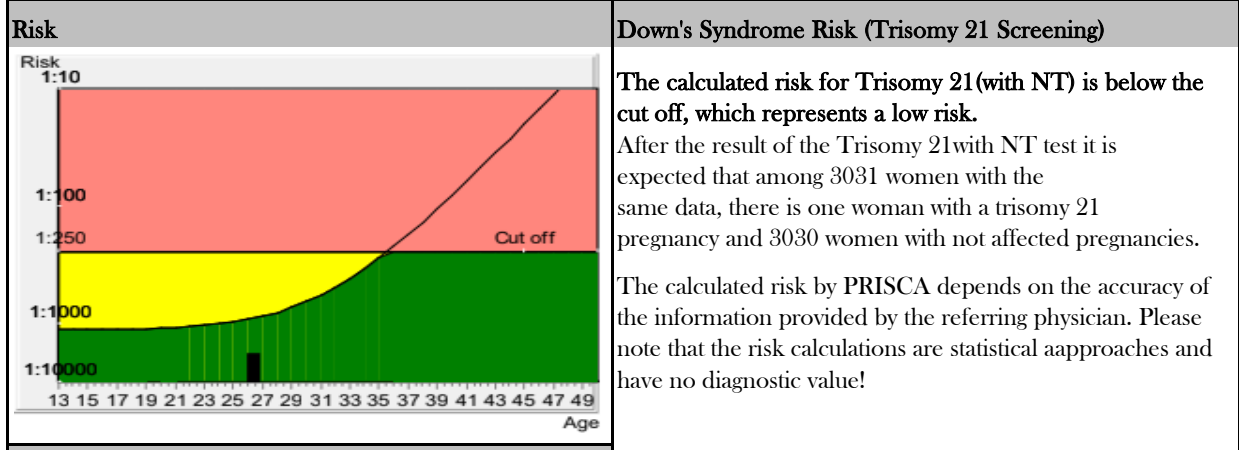 Risk
Down's Syndrome Risk (Trisomy 21 Screening)
Risk
1:10
1:100
1:250
Cut off
1:1000
1:10000
13 15 17 19 21 23 25 27 29 31 33 35 37 39 41 43 45 47 49
Age
The calculated risk for Trisomy 21(with NT) is below the
cut off, which represents a low risk.
After the result of the Trisomy 21with NT test it is
expected that among 3031 women with the
same data, there is one woman with a trisomy 21
pregnancy and 3030 women with not affected pregnancies.
The calculated risk by PRISCA depends on the accuracy of
the information provided by the referring physician. Please
note that the risk calculations are statistical aapproaches and
have no diagnostic value!